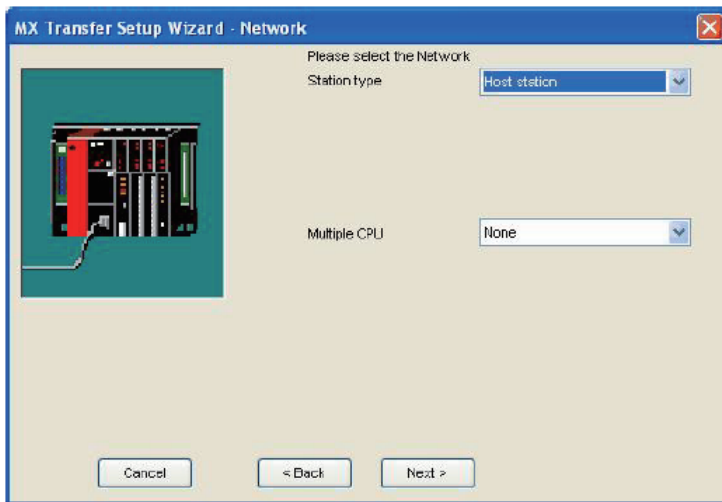 MX Transfer Setup Wizard - Network
Please select the Network
Station type
Host station
Multiple CPU
None
Cancel
< Back
Next >